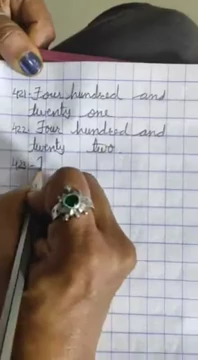 421- Four hundred and
twenty one
422- Four hundred and
twenty two
423-